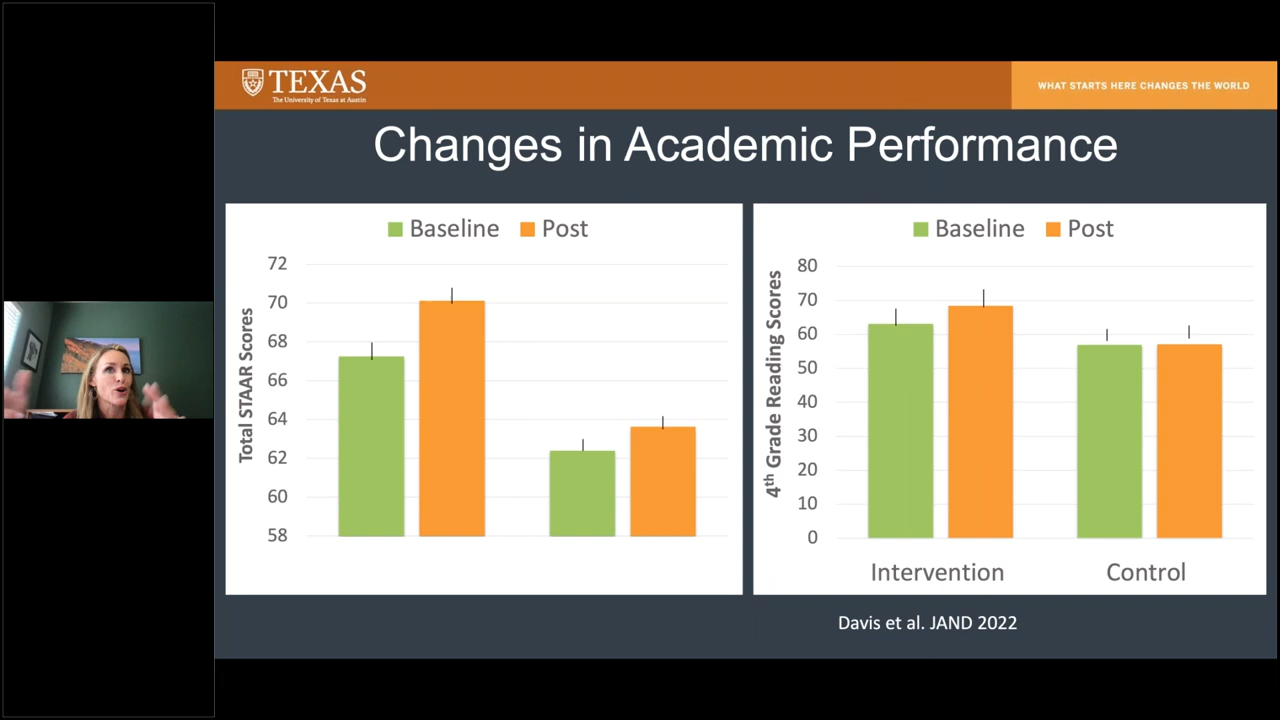 TEXAS
The University of Texas at Austin
WHAT STARTS HERE CHANGES THE WORLD
Changes in Academic Performance
Baseline Post
Total STAAR Scores
72
70
68
66
64
62
60
58
Baseline Post
4th Grade Reading Scores
80
70
60
50
40
30
20
10
0
Intervention Control
Davis et al. JAND 2022